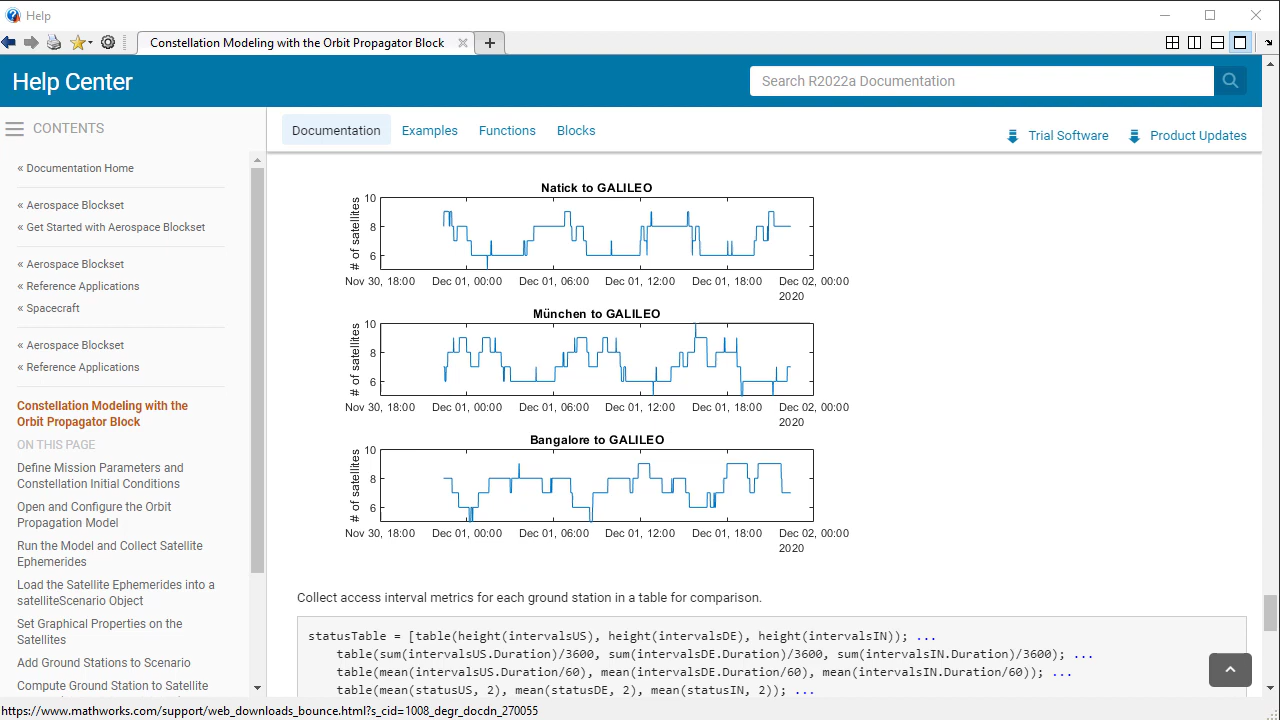 Help
Constellation Modeling with the Orbit Propagator Block
Help Center
Search R2022a Documentation
CONTENTS
Documentation Examples Functions Blocks
Trial Software Product Updates
« Documentation Home
« Aerospace Blockset
« Get Started with Aerospace Blockset
« Aerospace Blockset
« Reference Applications
« Spacecraft
« Aerospace Blockset
« Reference Applications
Constellation Modeling with the
Orbit Propagator Block
ON THIS PAGE
Define Mission Parameters and
Constellation Initial Conditions
Open and Configure the Orbit
Propagation Model
Run the Model and Collect Satellite
Ephemerides
Load the Satellite Ephemerides into a
satelliteScenario Object
Set Graphical Properties on the
Satellites
Add Ground Stations to Scenario
Compute Ground Station to Satellite
Natick to GALILEO
# of satellites
10
8
6
Nov 30, 18:00 Dec 01, 00:00 Dec 01, 06:00 Dec 01, 12:00 Dec 01, 18:00 Dec 02, 00:00
2020
München to GALILEO
# of satellites
10
8
6
Nov 30, 18:00 Dec 01, 00:00 Dec 01, 06:00 Dec 01, 12:00 Dec 01, 18:00 Dec 02, 00:00
2020
Bangalore to GALILEO
# of satellites
10
8
6
Nov 30, 18:00 Dec 01, 00:00 Dec 01, 06:00 Dec 01, 12:00 Dec 01, 18:00 Dec 02, 00:00
2020
Collect access interval metrics for each ground station in a table for comparison.
statusTable = [table(height(intervalsUS), height(intervalsDE), height(intervalsIN)); ...
table(sum(intervalsUS.Duration)/3600, sum(intervalsDE.Duration)/3600, sum(intervalsIN.Duration)/3600); ...
table(mean(intervalsUS.Duration/60), mean(intervalsDE.Duration/60), mean(intervalsIN.Duration/60)); ...
table(mean(statusUS, 2), mean(statusDE, 2), mean(statusIN, 2)); ...
https://www.mathworks.com/support/web_downloads_bounce.html?s_cid=1008_degr_docdn_270055